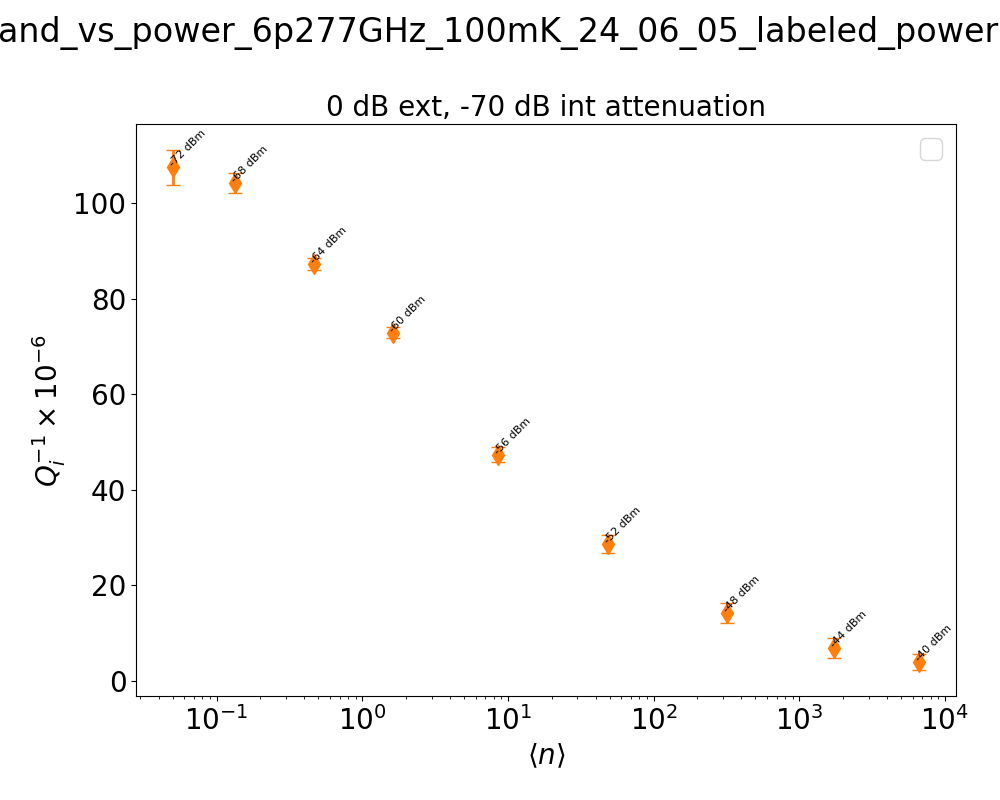 and_vs_power_6p277GHz_100mK_24_06_05_labeled_power
0 dB ext, -70 dB int attenuation
-72 dBm
-68 dBm
-64 dBm
-60 dBm
-56 dBm
-52 dBm
-48 dBm
-44 dBm
-40 dBm
100
80
60
40
20
0
Q_i^{-1} × 10^{-6}
10^{-1} 10^0 10^1 10^2 10^3 10^4
⟨n⟩